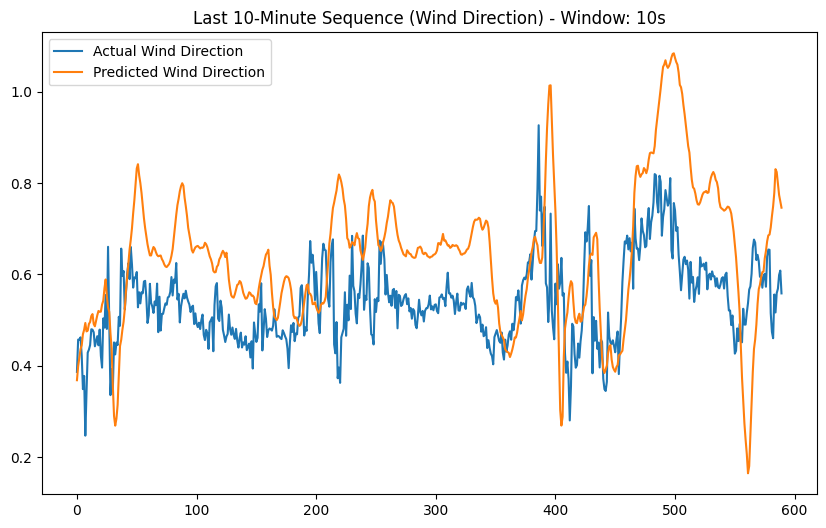 Last 10-Minute Sequence (Wind Direction) - Window: 10s
Actual Wind Direction
Predicted Wind Direction
1.0
0.8
0.6
0.4
0.2
0 100 200 300 400 500 600